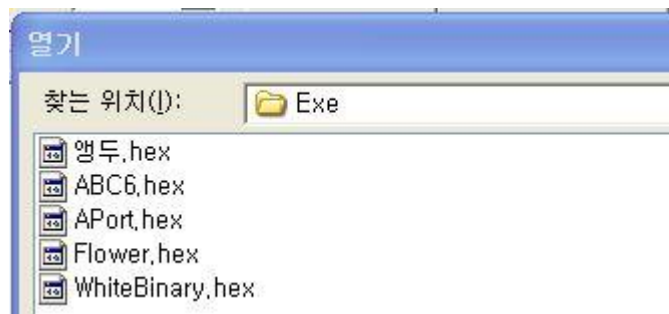 열기
찾는 위치(I):
Exe
앵두.hex
ABC6.hex
APort.hex
Flower.hex
WhiteBinary.hex